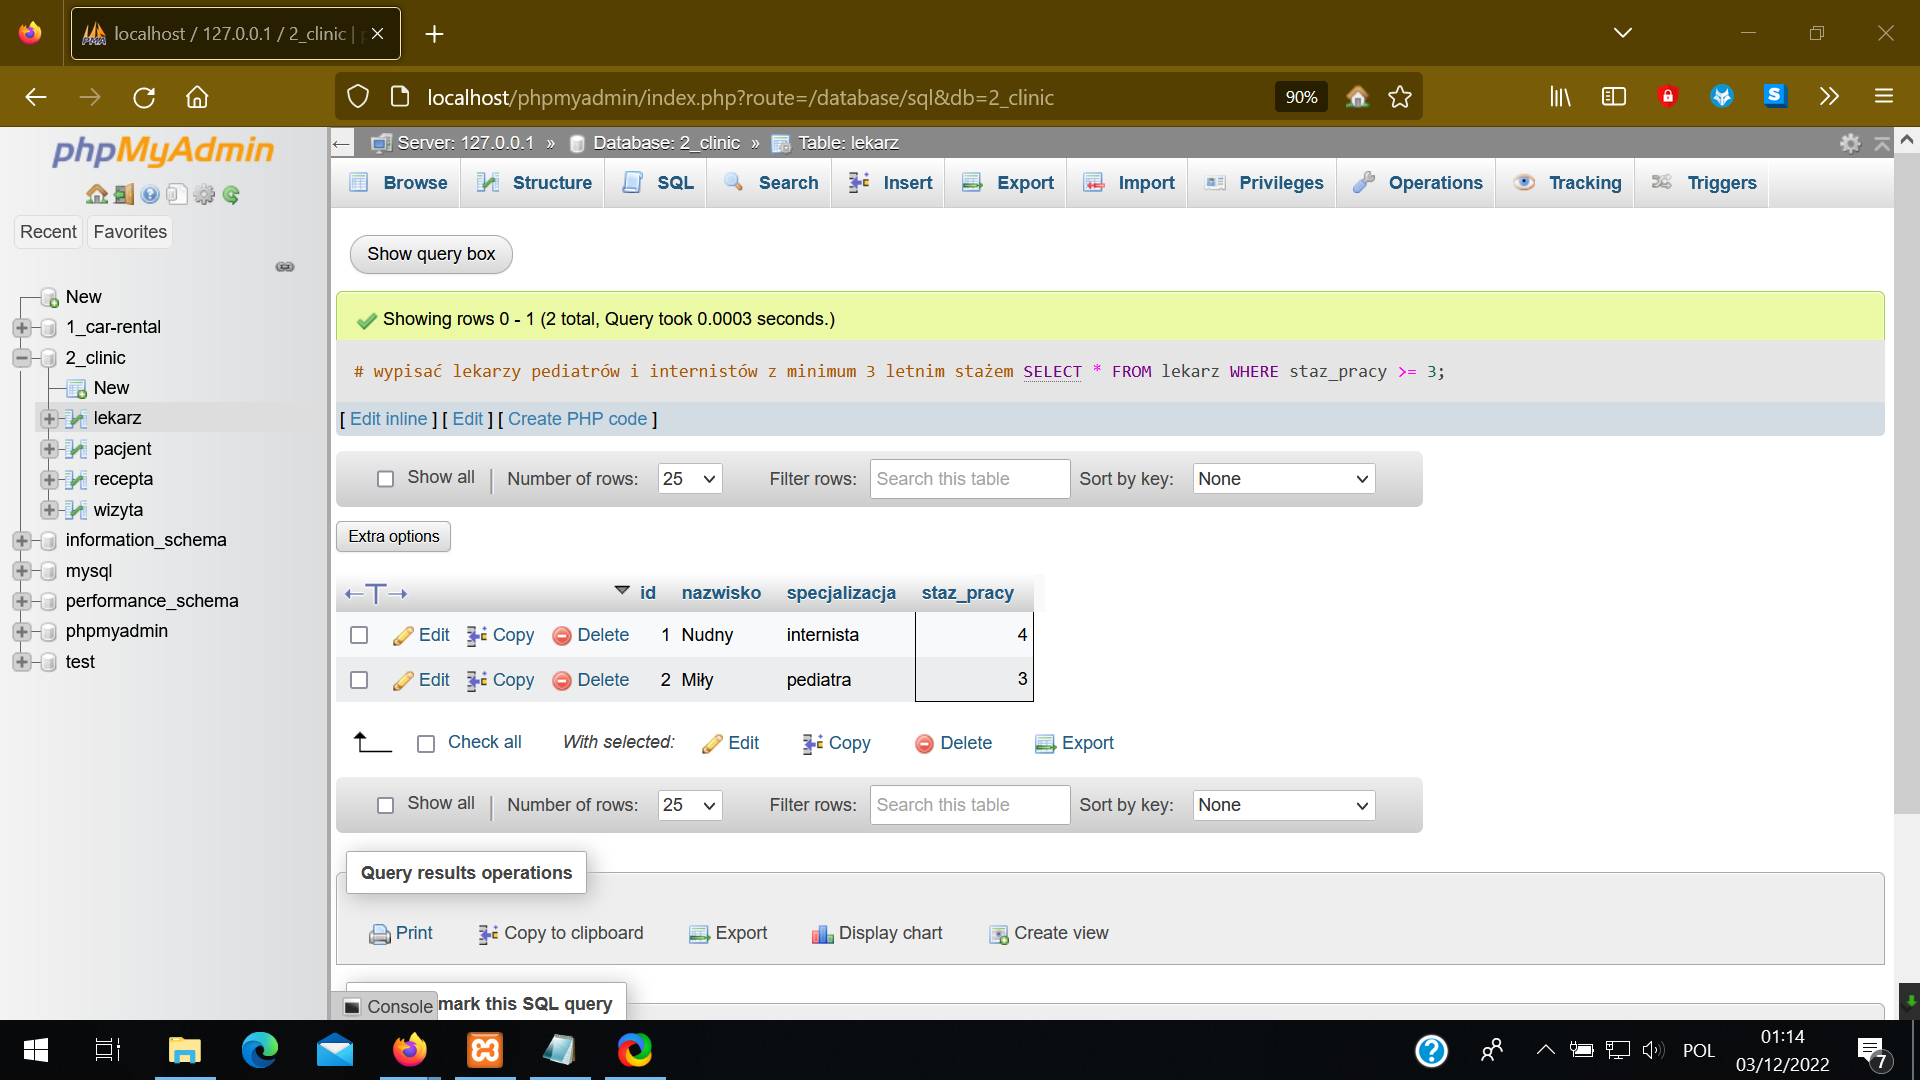 localhost / 127.0.0.1 / 2_clinic |
localhost/phpmyadmin/index.php?route=/database/sql&db=2_clinic
90%
phpMyAdmin
Recent
Favorites
New
1_car-rental
2_clinic
New
lekarz
pacjent
recepta
wizyta
information_schema
mysql
performance_schema
phpmyadmin
test
Server: 127.0.0.1 » Database: 2_clinic » Table: lekarz
Browse Structure SQL Search Insert Export Import Privileges Operations Tracking Triggers
Show query box
Showing rows 0 - 1 (2 total, Query took 0.0003 seconds.)
# wypisać lekarzy pediatrów i internistów z minimum 3 letnim stażem SELECT * FROM lekarz WHERE staz_pracy >= 3;
[ Edit inline ] [ Edit ] [ Create PHP code ]
Show all | Number of rows: 25 Filter rows: Search this table Sort by key: None
Extra options
←T→ id nazwisko specjalizacja staz_pracy
Edit Copy Delete 1 Nudny internista 4
Edit Copy Delete 2 Miły pediatra 3
Check all With selected: Edit Copy Delete Export
Show all | Number of rows: 25 Filter rows: Search this table Sort by key: None
Query results operations
Print Copy to clipboard Export Display chart Create view
Console mark this SQL query
POL
01:14
03/12/2022
7